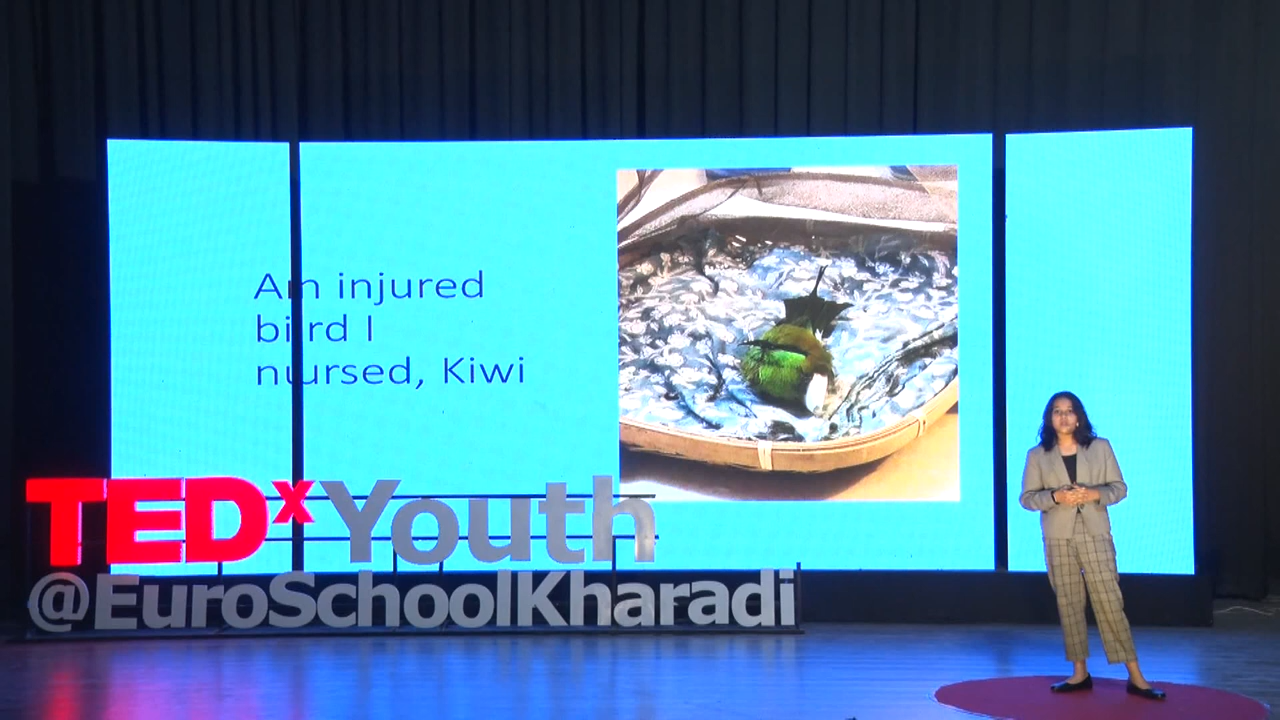 An injured
bird I
nursed, Kiwi
TEDxYouth
@EuroSchoolKharadi